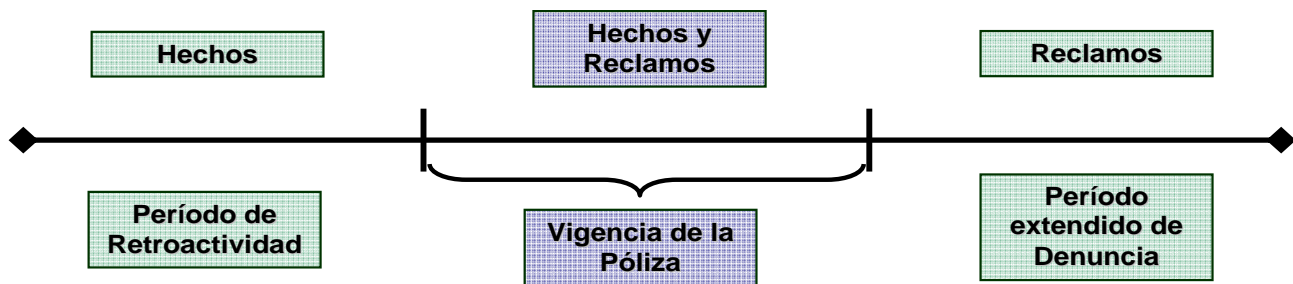 Hechos
Hechos y
Reclamos
Reclamos
Período de
Retroactividad
Vigencia de la
Póliza
Período
extendido de
Denuncia